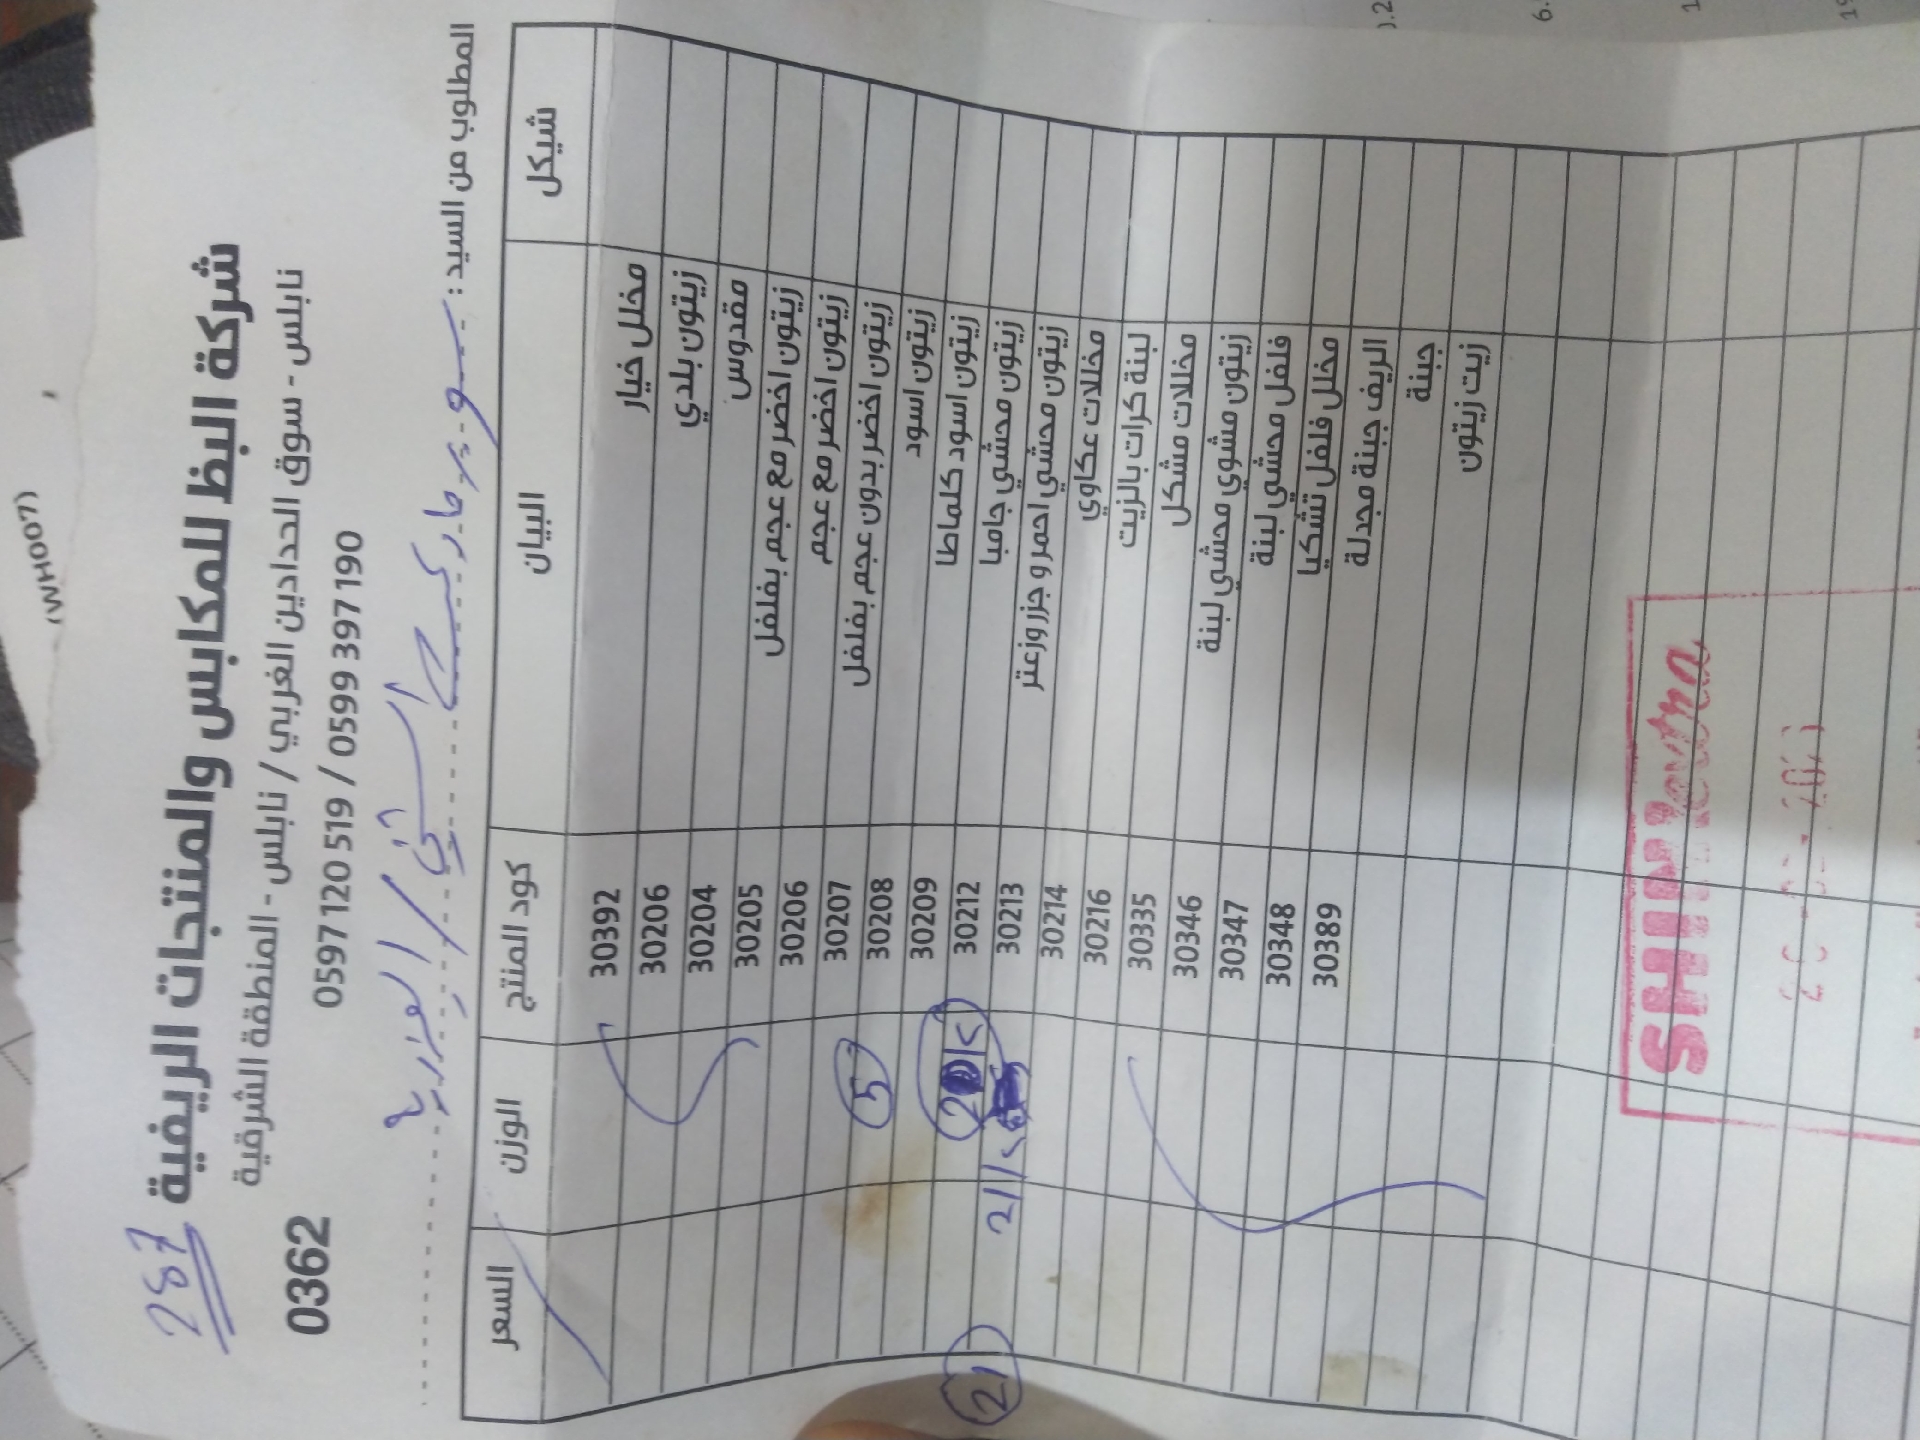 (WH007)
287
شركة البظ للمكابس والمنتجات الريفية
نابلس - سوق الحدادين الغربي / نابلس - المنطقة الشرقية
0597 120 519 / 0599 397 190
0362
المطلوب من السيد :
شيكل البيان كود المنتج الوزن السعر
مخلل خيار 30392
زيتون بلدي 30206
مقدوس 30204
زيتون اخضر مع عجم بفلفل 30205
زيتون اخضر مع عجم 30206
زيتون اخضر بدون عجم بفلفل 30207
زيتون اسود 30208 5
زيتون اسود كلماطا 30209
زيتون محشي جامبا 30212
زيتون محشي احمر و جزر وزعتر 30213
مخللات عكاوي 30214
لبنة كرات بالزيت 30216
مخللات مشكل 30335
زيتون مشوي محشي لبنة 30346
فلفل محشي لبنة 30347
مخلل فلفل تشكيا 30348
الريف جبنة مجدلة 30389
جبنة
زيت زيتون
21
SHINI